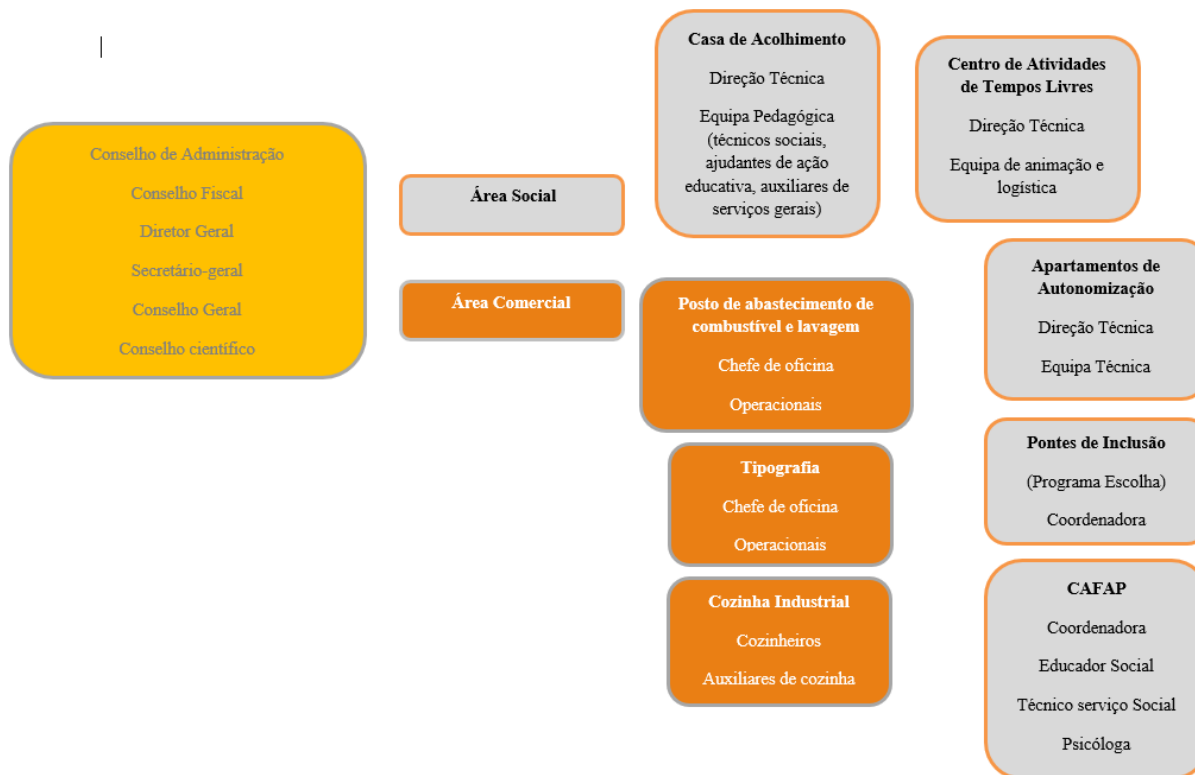 Conselho de Administração
Conselho Fiscal
Diretor Geral
Secretário-geral
Conselho Geral
Conselho científico
Área Social
Área Comercial
Casa de Acolhimento
Direção Técnica
Equipa Pedagógica
(técnicos sociais,
ajudantes de ação
educativa, auxiliares de
serviços gerais)
Centro de Atividades
de Tempos Livres
Direção Técnica
Equipa de animação e
logística
Posto de abastecimento de
combustível e lavagem
Chefe de oficina
Operacionais
Tipografia
Chefe de oficina
Operacionais
Cozinha Industrial
Cozinheiros
Auxiliares de cozinha
Apartamentos de
Autonomização
Direção Técnica
Equipa Técnica
Pontes de Inclusão
(Programa Escolha)
Coordenadora
CAFAP
Coordenadora
Educador Social
Técnico serviço Social
Psicóloga